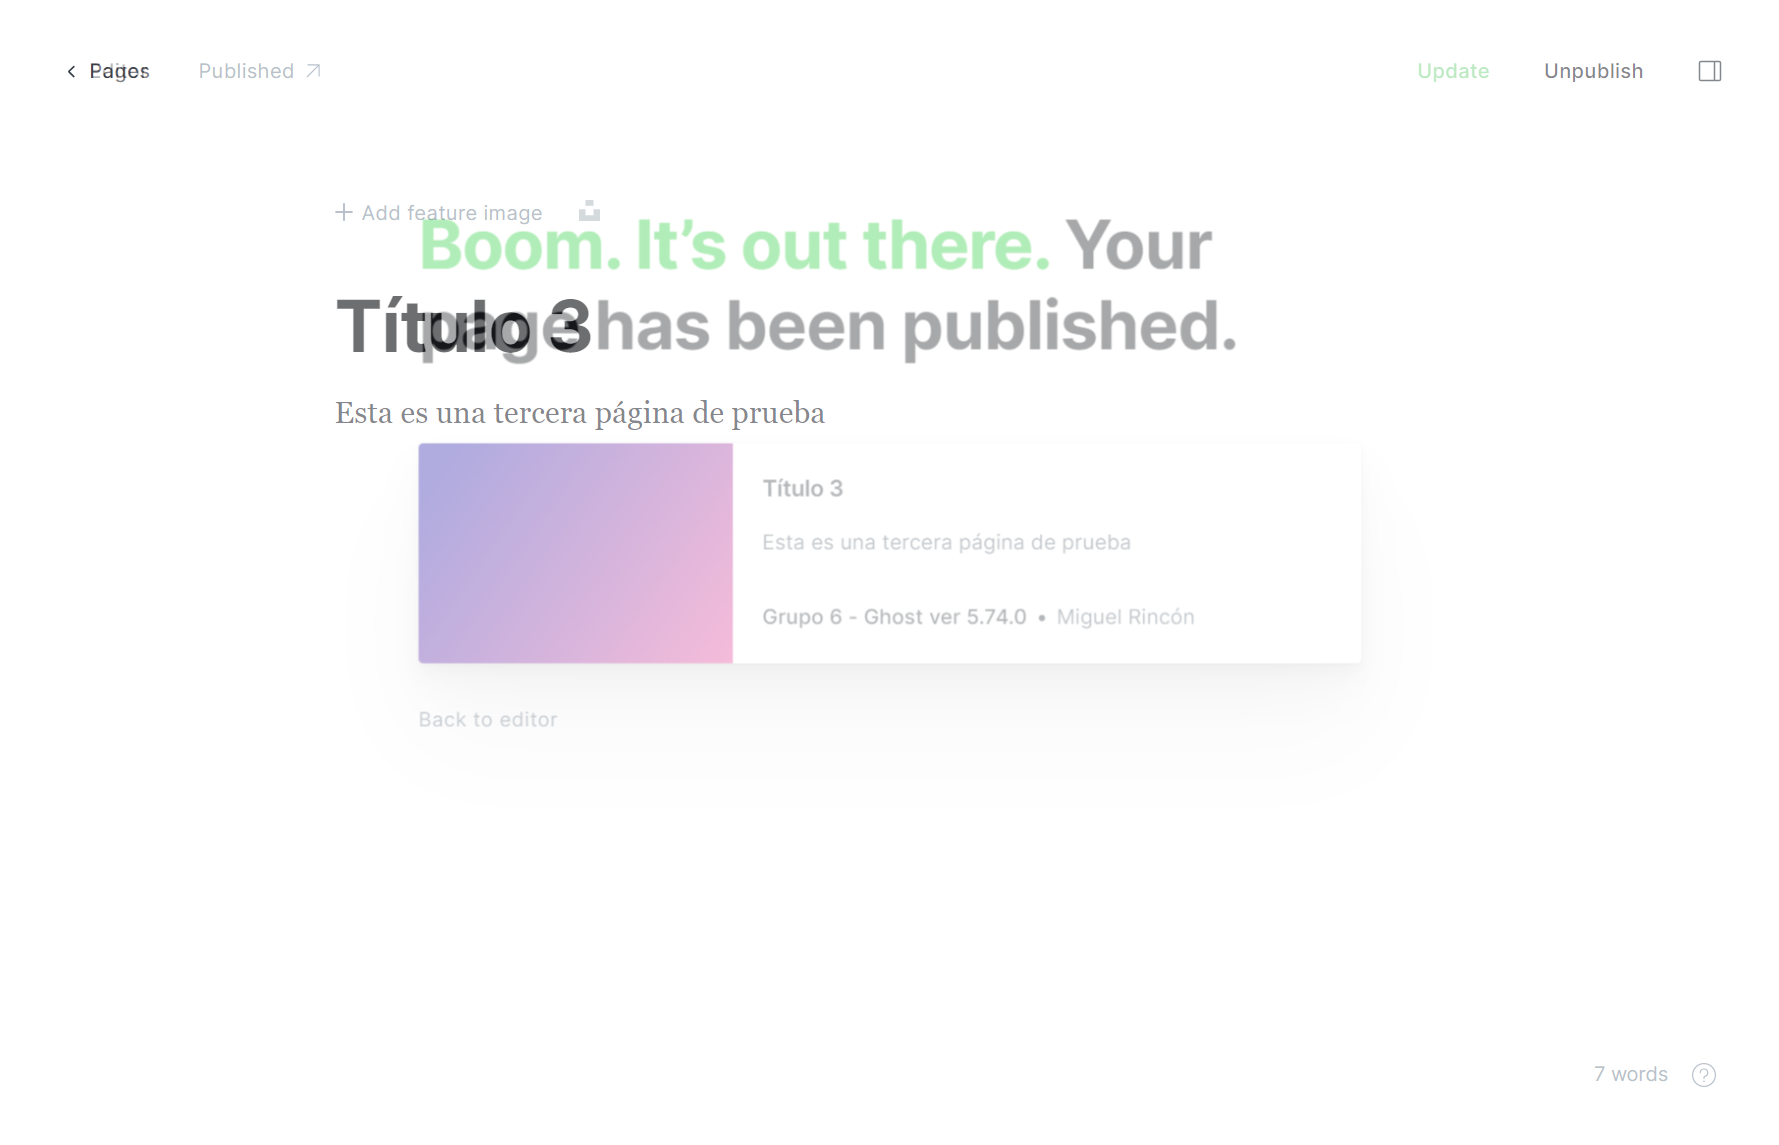 Pages
Published
Update
Unpublish
Add feature image
Boom. It's out there. Your
page has been published.
Título 3
Esta es una tercera página de prueba
Título 3
Esta es una tercera página de prueba
Grupo 6 - Ghost ver 5.74.0 • Miguel Rincón
Back to editor
7 words